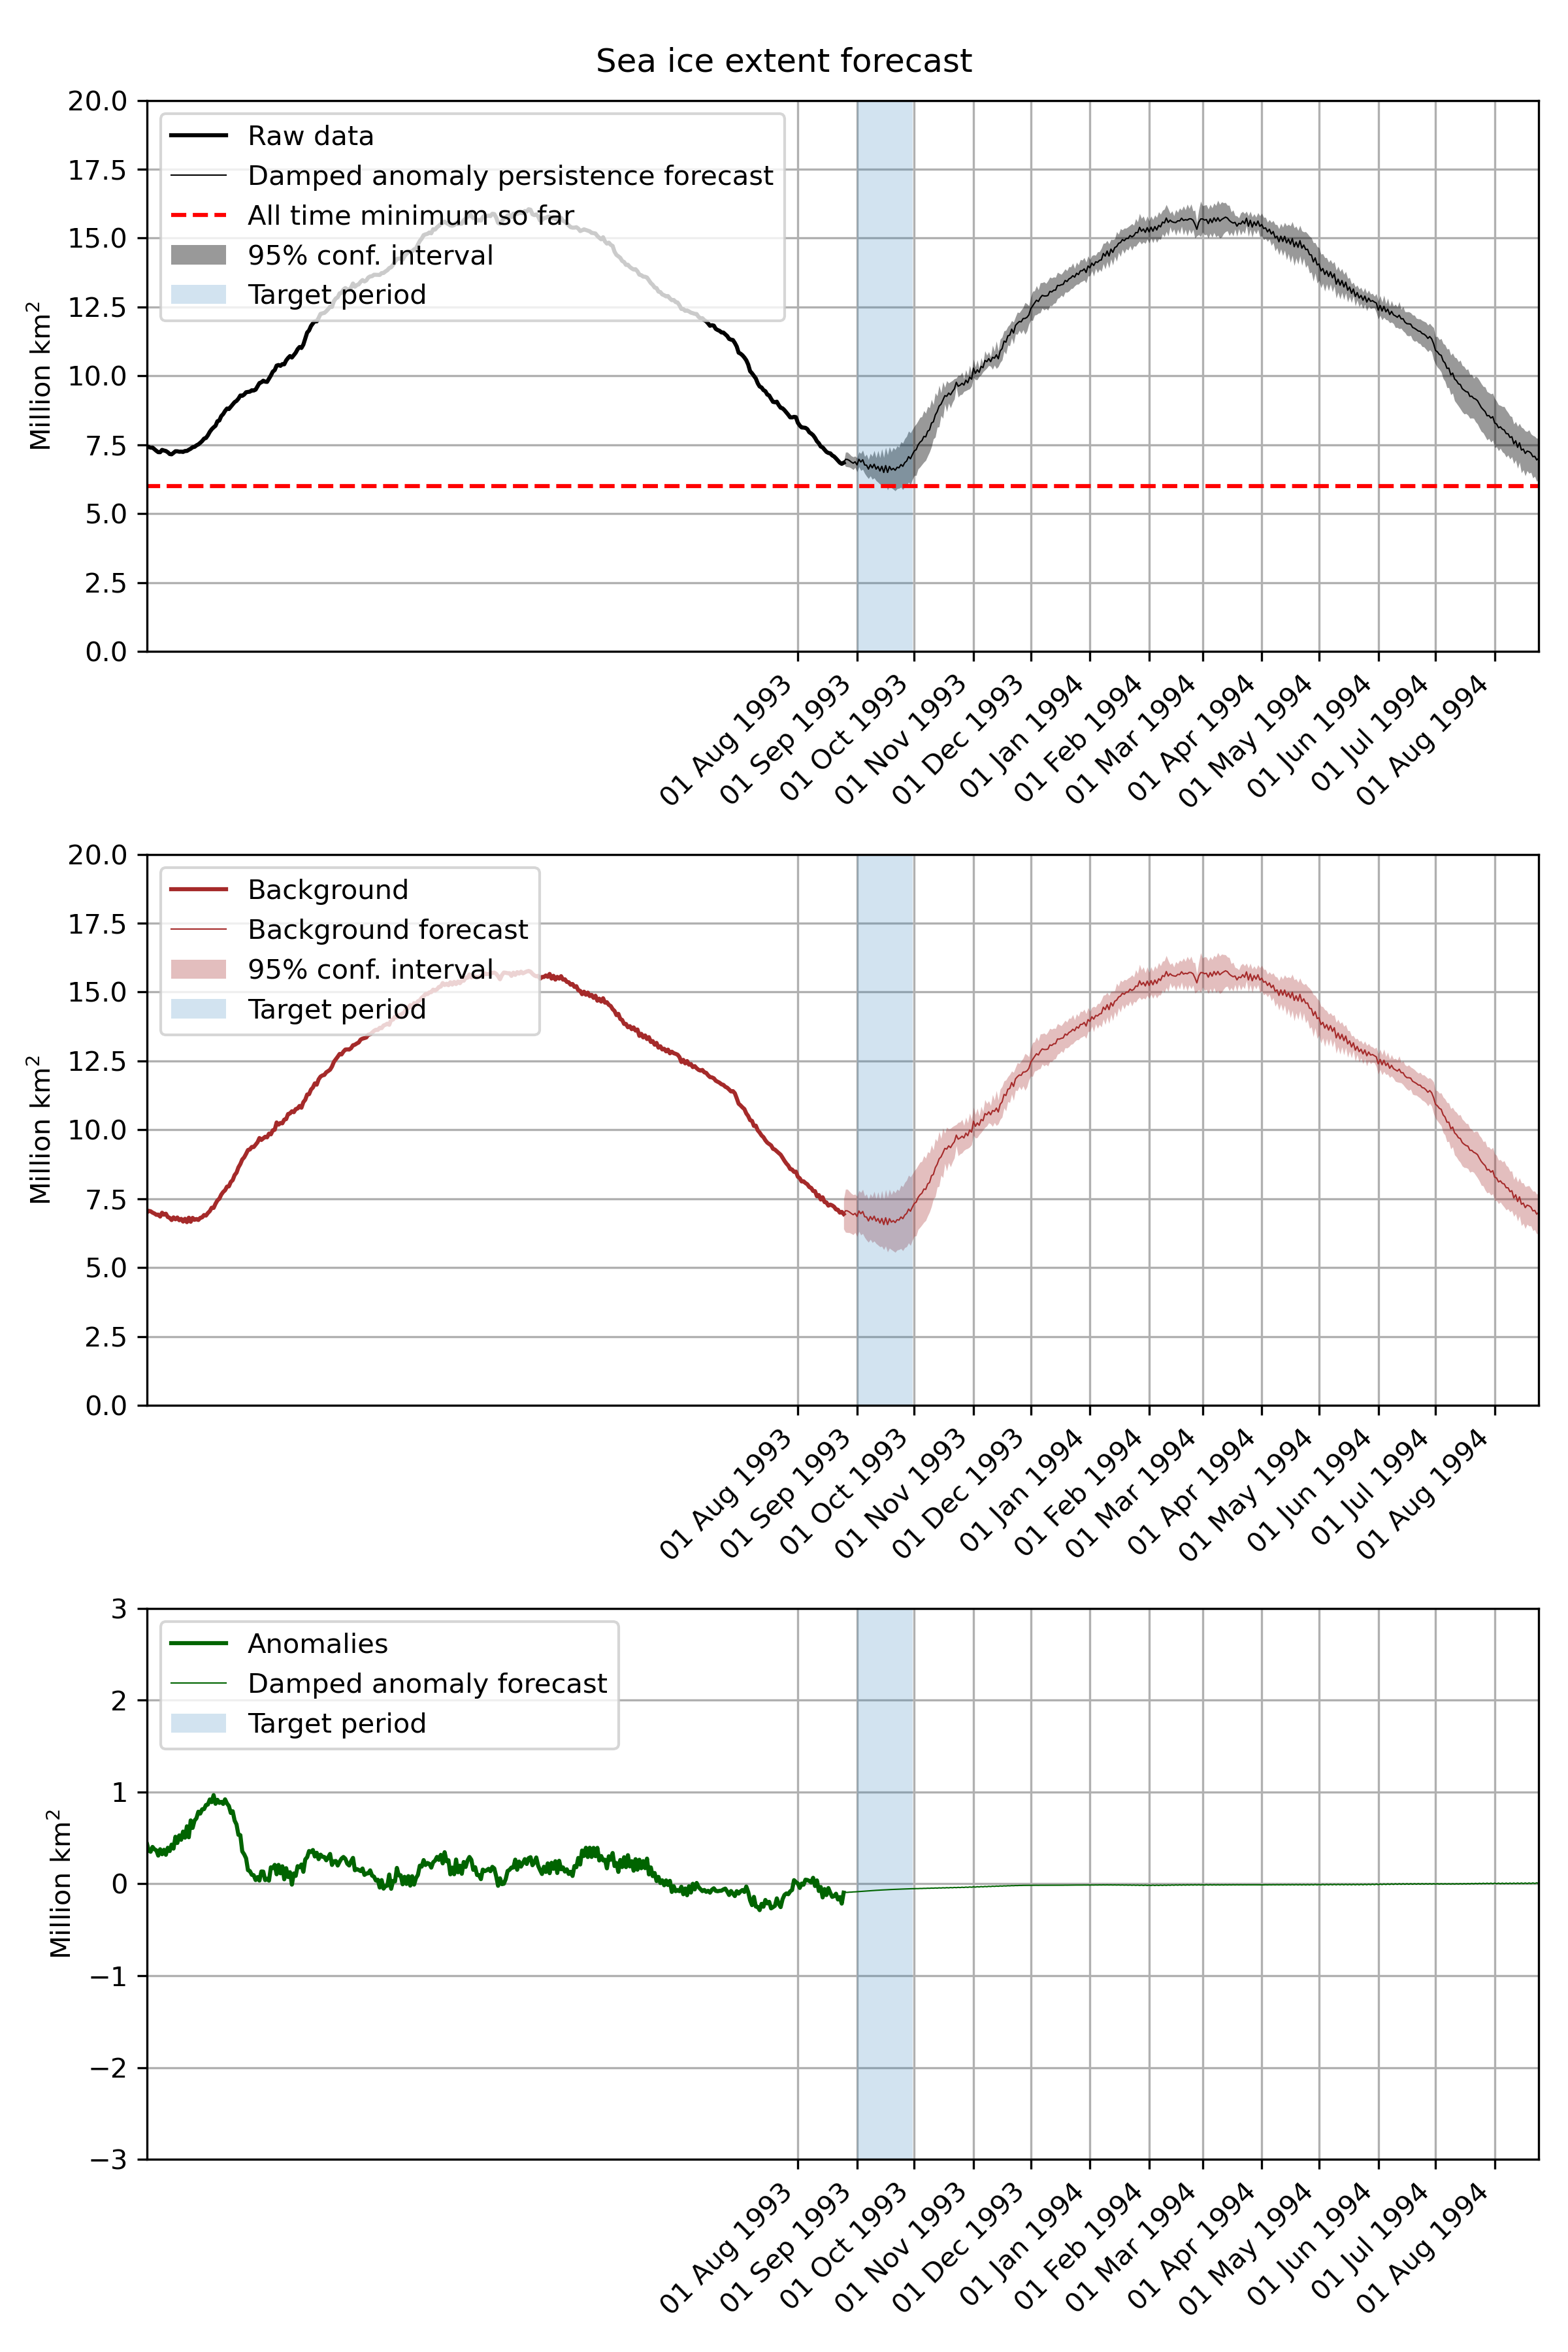 Sea ice extent forecast
20.0
17.5
15.0
12.5
10.0
7.5
5.0
2.5
0.0
Million km²
Raw data
Damped anomaly persistence forecast
All time minimum so far
95% conf. interval
Target period
01 Aug 1993
01 Sep 1993
01 Oct 1993
01 Nov 1993
01 Dec 1993
01 Jan 1994
01 Feb 1994
01 Mar 1994
01 Apr 1994
01 May 1994
01 Jun 1994
01 Jul 1994
01 Aug 1994
20.0
17.5
15.0
12.5
10.0
7.5
5.0
2.5
0.0
Million km²
Background
Background forecast
95% conf. interval
Target period
01 Aug 1993
01 Sep 1993
01 Oct 1993
01 Nov 1993
01 Dec 1993
01 Jan 1994
01 Feb 1994
01 Mar 1994
01 Apr 1994
01 May 1994
01 Jun 1994
01 Jul 1994
01 Aug 1994
3
2
1
0
−1
−2
−3
Million km²
Anomalies
Damped anomaly forecast
Target period
01 Aug 1993
01 Sep 1993
01 Oct 1993
01 Nov 1993
01 Dec 1993
01 Jan 1994
01 Feb 1994
01 Mar 1994
01 Apr 1994
01 May 1994
01 Jun 1994
01 Jul 1994
01 Aug 1994